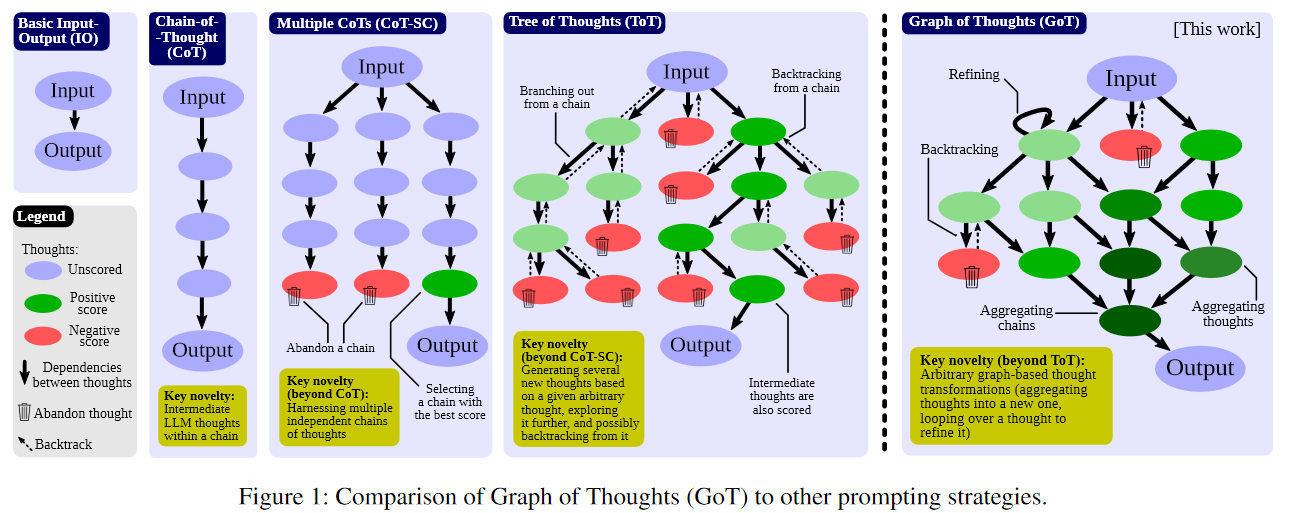 Basic Input-
Output (IO)
Input
Output
Legend
Thoughts:
Unscored
Positive
score
Negative
score
Dependencies
between thoughts
Abandon thought
Backtrack
Chain-of-
-Thought
(CoT)
Input
Output
Key novelty:
Intermediate
LLM thoughts
within a chain
Multiple CoTs (CoT-SC)
Input
Abandon a chain
Output
Selecting
a chain with
the best score
Key novelty
(beyond CoT):
Harnessing multiple
independent chains
of thoughts
Tree of Thoughts (ToT)
Input
Branching out
from a chain
Backtracking
from a chain
Output
Intermediate
thoughts are
also scored
Key novelty
(beyond CoT-SC):
Generating several
new thoughts based
on a given arbitrary
thought, exploring
it further, and possibly
backtracking from it
Graph of Thoughts (GoT)
[This work]
Refining
Input
Backtracking
Aggregating
chains
Aggregating
thoughts
Output
Key novelty (beyond ToT):
Arbitrary graph-based thought
transformations (aggregating
thoughts into a new one,
looping over a thought to
refine it)
Figure 1: Comparison of Graph of Thoughts (GoT) to other prompting strategies.